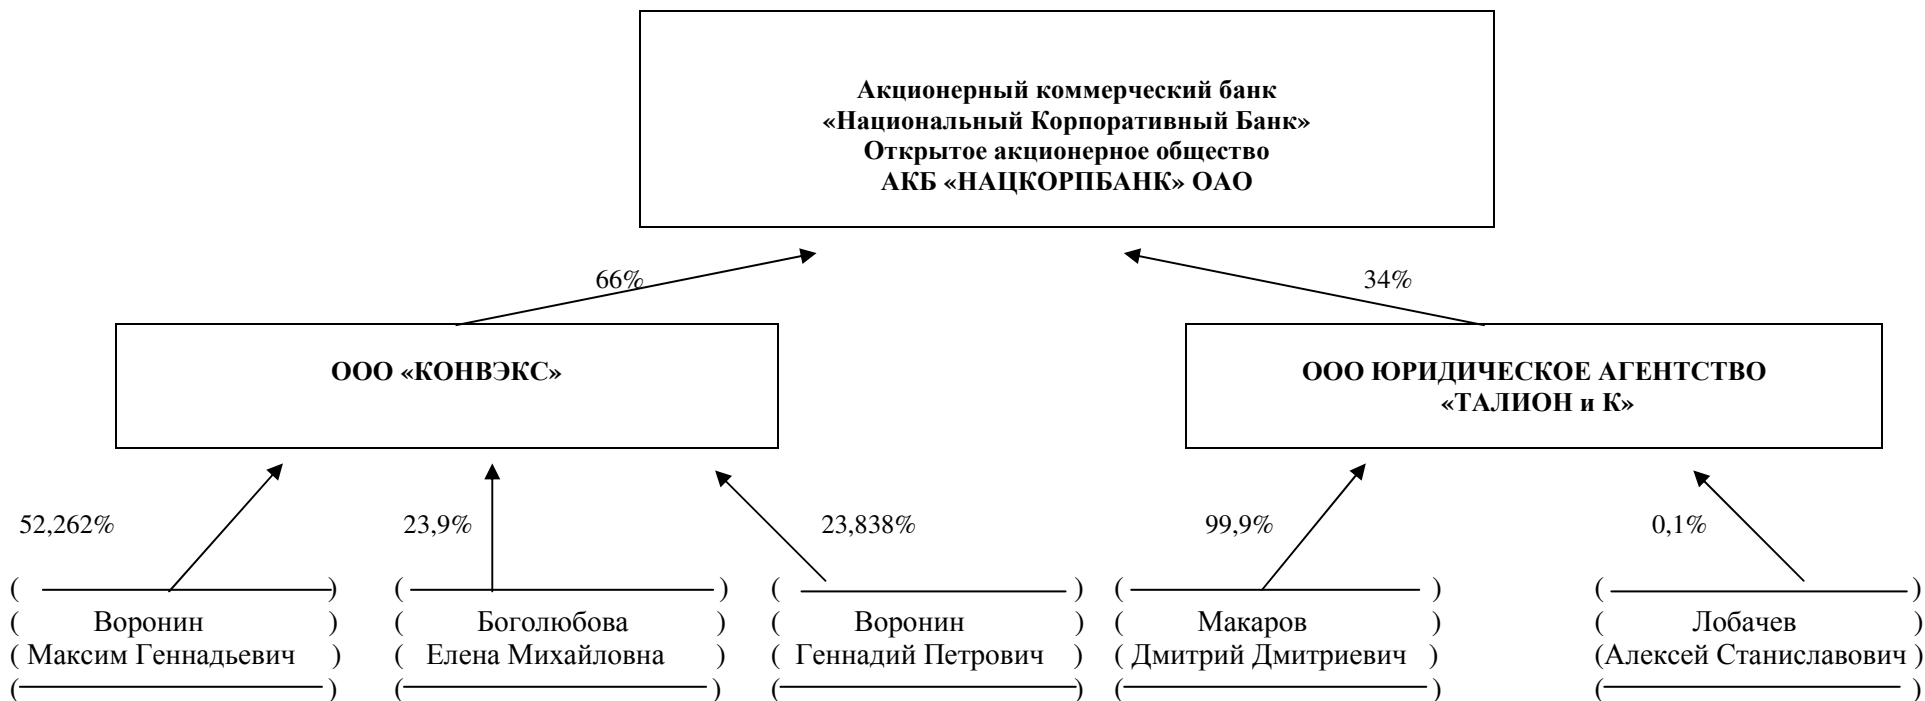 Акционерный коммерческий банк
«Национальный Корпоративный Банк»
Открытое акционерное общество
АКБ «НАЦКОРПБАНК» ОАО
66%
34%
ООО «КОНВЭКС»
ООО ЮРИДИЧЕСКОЕ АГЕНТСТВО
«ТАЛИОН и К»
52,262%
23,9%
23,838%
99,9%
0,1%
Воронин
Максим Геннадьевич
Боголюбова
Елена Михайловна
Воронин
Геннадий Петрович
Макаров
Дмитрий Дмитриевич
Лобачев
Алексей Станиславович